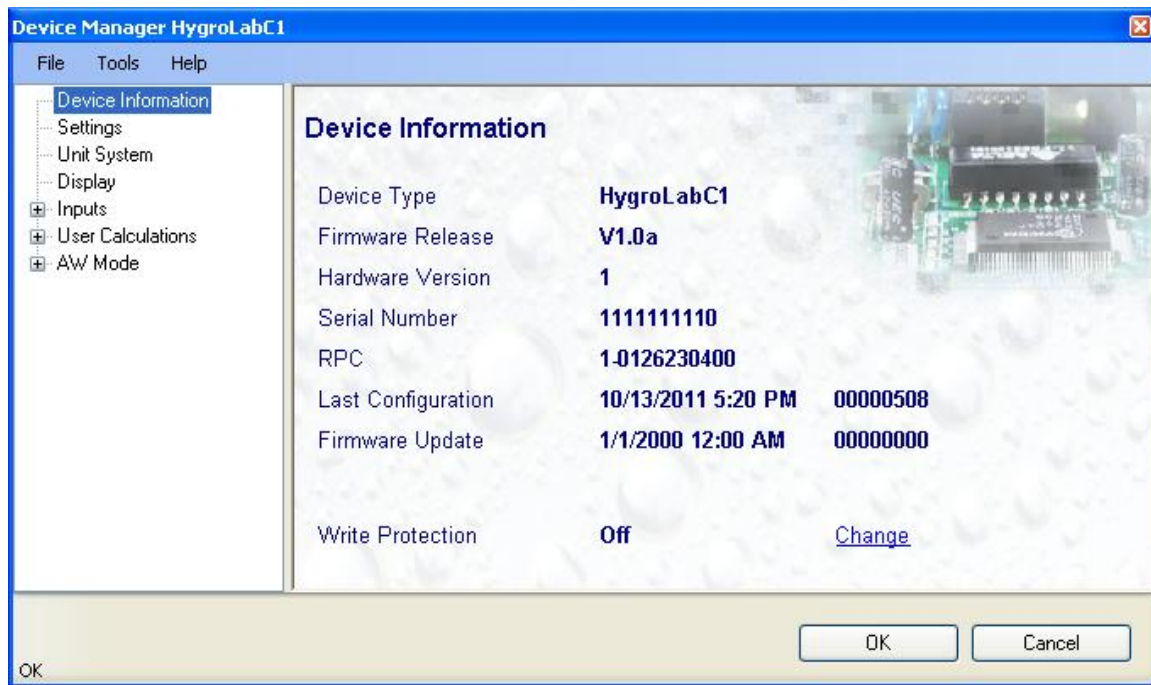 Device Manager HygroLabC1
File Tools Help
Device Information
Settings
Unit System
Display
Inputs
User Calculations
AW Mode
Device Information
Device Type HygroLabC1
Firmware Release V1.0a
Hardware Version 1
Serial Number 1111111110
RPC 1-0126230400
Last Configuration 10/13/2011 5:20 PM 00000508
Firmware Update 1/1/2000 12:00 AM 00000000
Write Protection Off Change
OK Cancel
OK